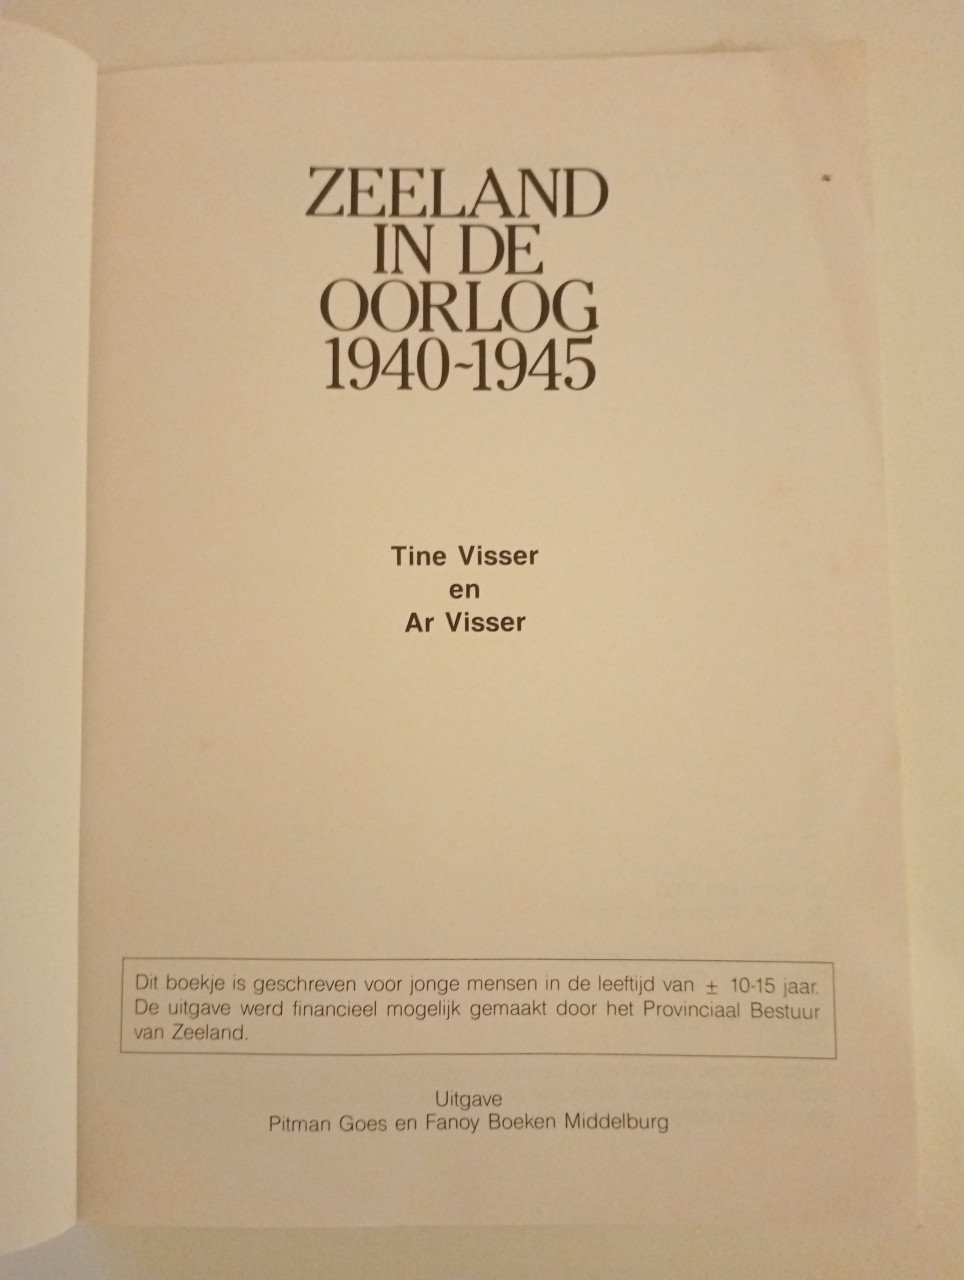 ZEELAND
IN DE
OORLOG
1940-1945
Tine Visser
en
Ar Visser
Dit boekje is geschreven voor jonge mensen in de leeftijd van ± 10-15 jaar.
De uitgave werd financieel mogelijk gemaakt door het Provinciaal Bestuur
van Zeeland.
Uitgave
Pitman Goes en Fanoy Boeken Middelburg